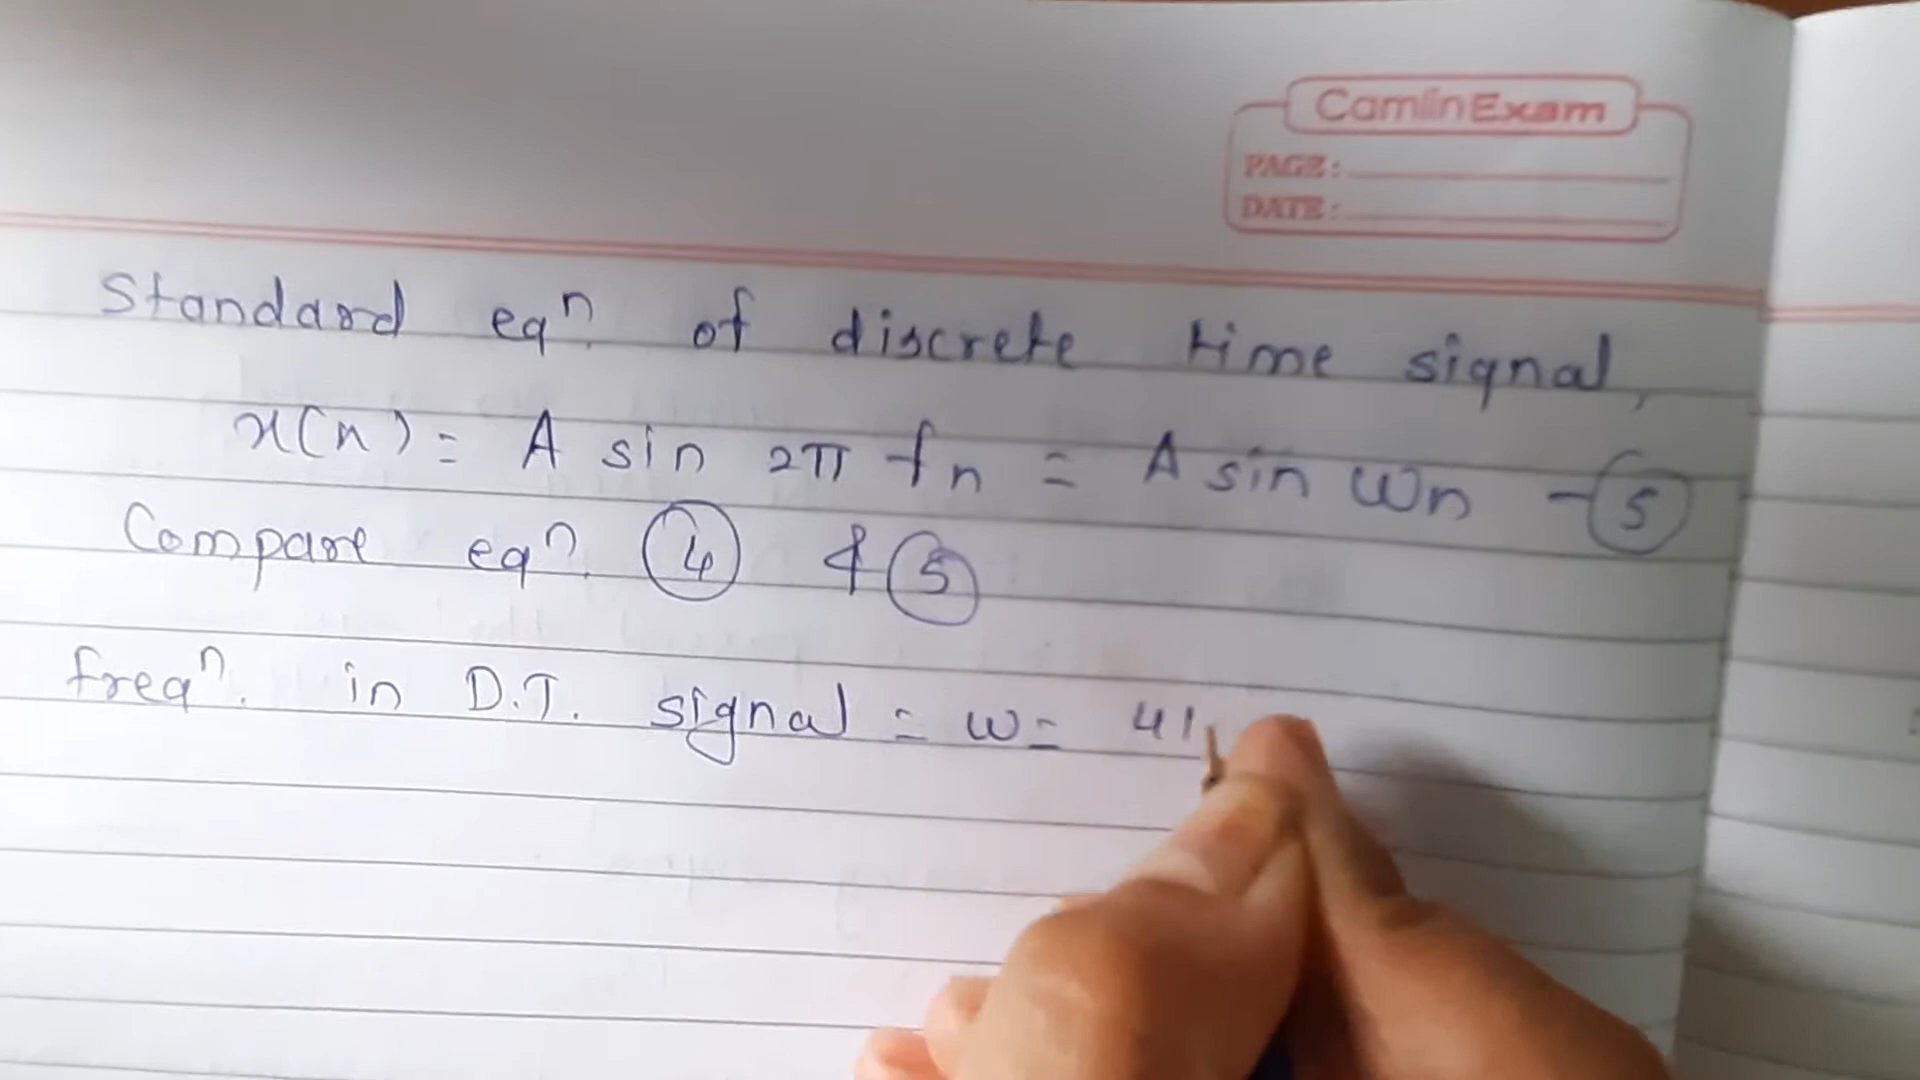 CamlinExam
PAGE:
DATE:
Standard eqⁿ. of discrete time signal,
x(n) = A sin 2π fn = A sin ωn - ⑤
Compare eqⁿ. ④ & ⑤
freqⁿ. in D.T. signal = ω = 4